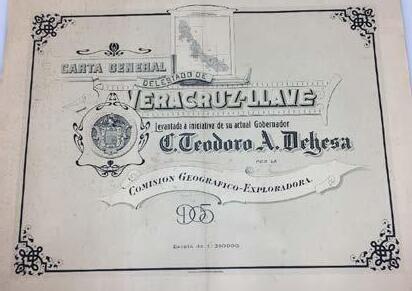 CARTA GENERAL
DEL ESTADO DE
VERACRUZ-LLAVE
levantada á iniciativa de su actual Gobernador
C. Teodoro A. Dehesa
POR LA
COMISION GEOGRAFICO-EXPLORADORA.
1905
Escala de 1:250000